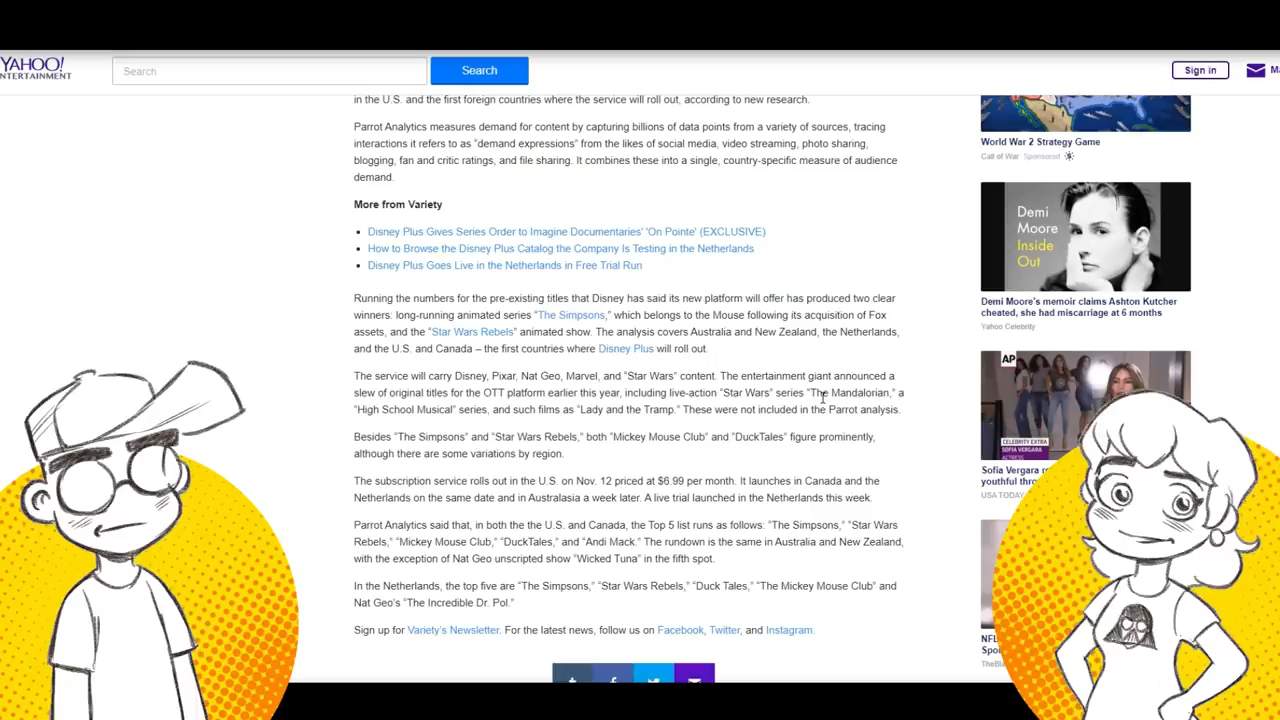 YAHOO!
NTERTAINMENT
Search
Search
Sign in
in the U.S. and the first foreign countries where the service will roll out, according to new research.
Parrot Analytics measures demand for content by capturing billions of data points from a variety of sources, tracing
interactions it refers to as “demand expressions” from the likes of social media, video streaming, photo sharing,
blogging, fan and critic ratings, and file sharing. It combines these into a single, country-specific measure of audience
demand.
More from Variety
Disney Plus Gives Series Order to Imagine Documentaries' 'On Pointe' (EXCLUSIVE)
How to Browse the Disney Plus Catalog the Company Is Testing in the Netherlands
Disney Plus Goes Live in the Netherlands in Free Trial Run
Running the numbers for the pre-existing titles that Disney has said its new platform will offer has produced two clear
winners: long-running animated series “The Simpsons,” which belongs to the Mouse following its acquisition of Fox
assets, and the “Star Wars Rebels” animated show. The analysis covers Australia and New Zealand, the Netherlands,
and the U.S. and Canada – the first countries where Disney Plus will roll out.
The service will carry Disney, Pixar, Nat Geo, Marvel, and “Star Wars” content. The entertainment giant announced a
slew of original titles for the OTT platform earlier this year, including live-action “Star Wars” series “The Mandalorian,” a
“High School Musical” series, and such films as “Lady and the Tramp.” These were not included in the Parrot analysis.
Besides “The Simpsons” and “Star Wars Rebels,” both “Mickey Mouse Club” and “DuckTales” figure prominently,
although there are some variations by region.
The subscription service rolls out in the U.S. on Nov. 12 priced at $6.99 per month. It launches in Canada and the
Netherlands on the same date and in Australasia a week later. A live trial launched in the Netherlands this week.
Parrot Analytics said that, in both the the U.S. and Canada, the Top 5 list runs as follows: “The Simpsons,” “Star Wars
Rebels,” “Mickey Mouse Club,” “DuckTales,” and “Andi Mack.” The rundown is the same in Australia and New Zealand,
with the exception of Nat Geo unscripted show “Wicked Tuna” in the fifth spot.
In the Netherlands, the top five are “The Simpsons,” “Star Wars Rebels,” “Duck Tales,” “The Mickey Mouse Club” and
Nat Geo's “The Incredible Dr. Pol.”
Sign up for Variety's Newsletter. For the latest news, follow us on Facebook, Twitter, and Instagram.
World War 2 Strategy Game
Call of War Sponsored
Demi
Moore
Inside
Out
Demi Moore's memoir claims Ashton Kutcher
cheated, she had miscarriage at 6 months
Yahoo Celebrity
AP
CELEBRITY EXTRA
SOFIA VERGARA
ACTRESS
Sofia Vergara
youthful
USA TODAY
NFL